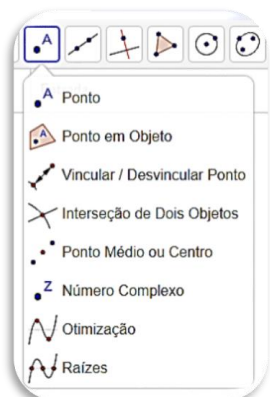 A
A Ponto
A Ponto em Objeto
Vincular / Desvincular Ponto
Interseção de Dois Objetos
Ponto Médio ou Centro
Z Número Complexo
Otimização
Raízes